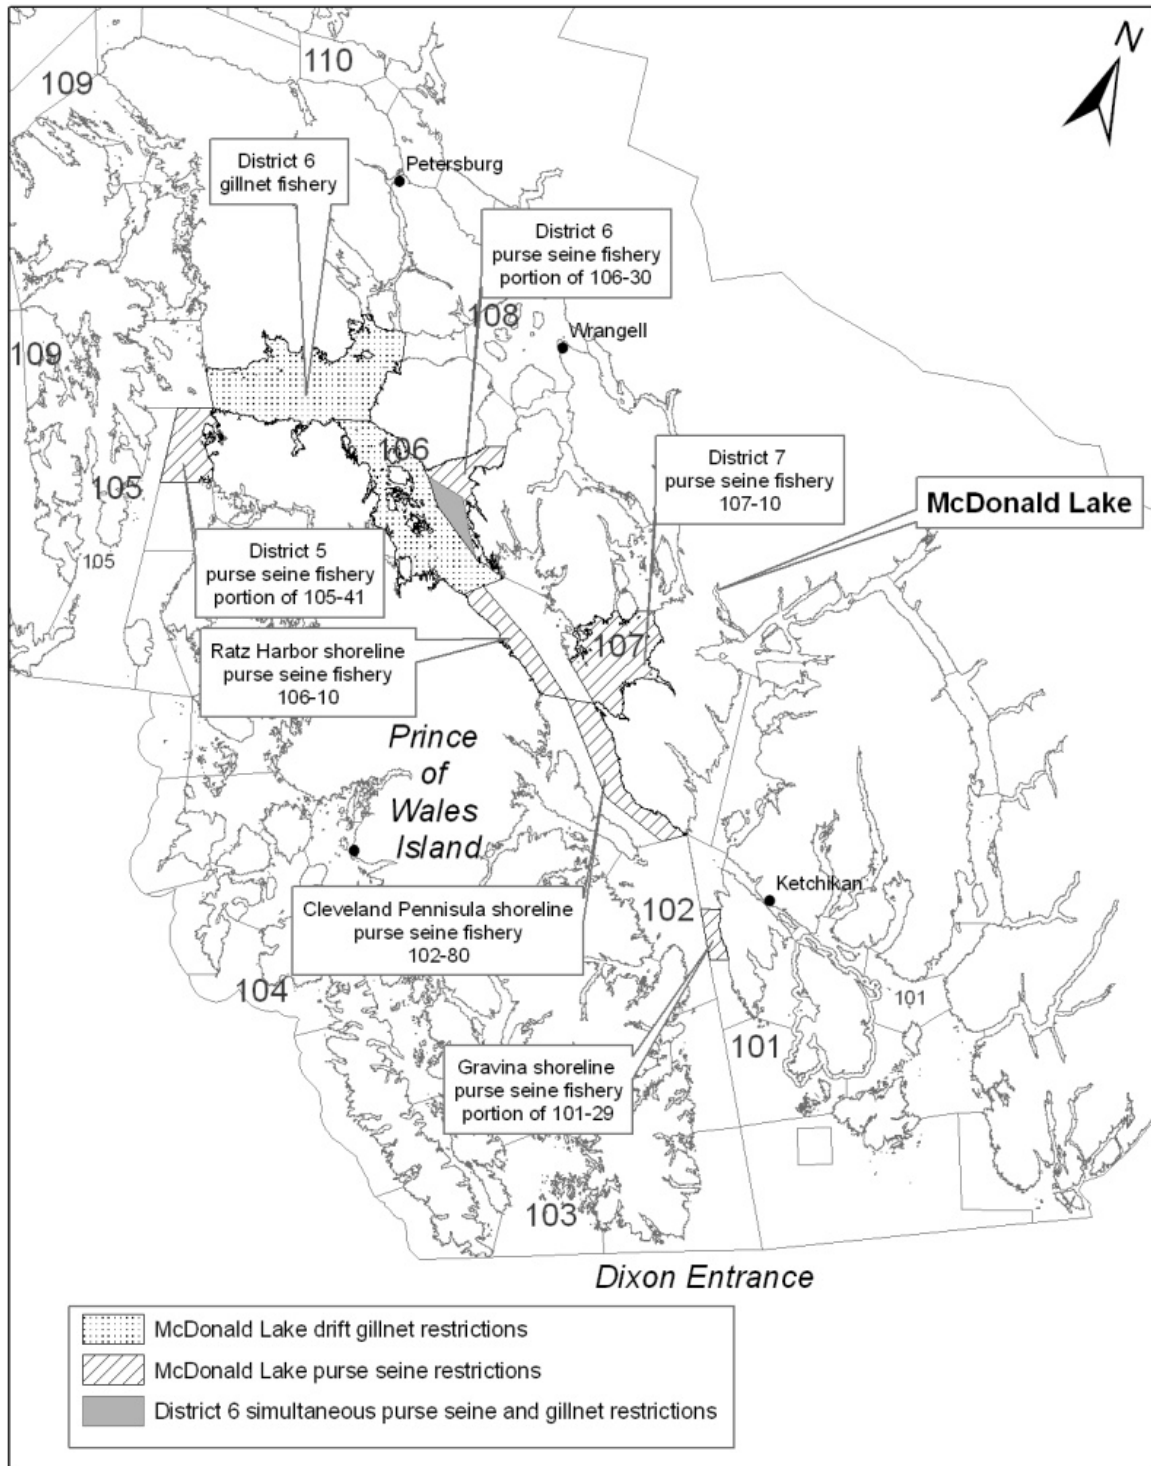 N
110
109
District 6
gillnet fishery
Petersburg
District 6
purse seine fishery
portion of 106-30
108
Wrangell
109
106
District 7
purse seine fishery
107-10
105
McDonald Lake
105
District 5
purse seine fishery
portion of 105-41
Ratz Harbor shoreline
purse seine fishery
106-10
107
Prince
of
Wales
Island
Ketchikan
Cleveland Pennisula shoreline
purse seine fishery
102-80
102
104
101
101
Gravina shoreline
purse seine fishery
portion of 101-29
103
Dixon Entrance
McDonald Lake drift gillnet restrictions
McDonald Lake purse seine restrictions
District 6 simultaneous purse seine and gillnet restrictions